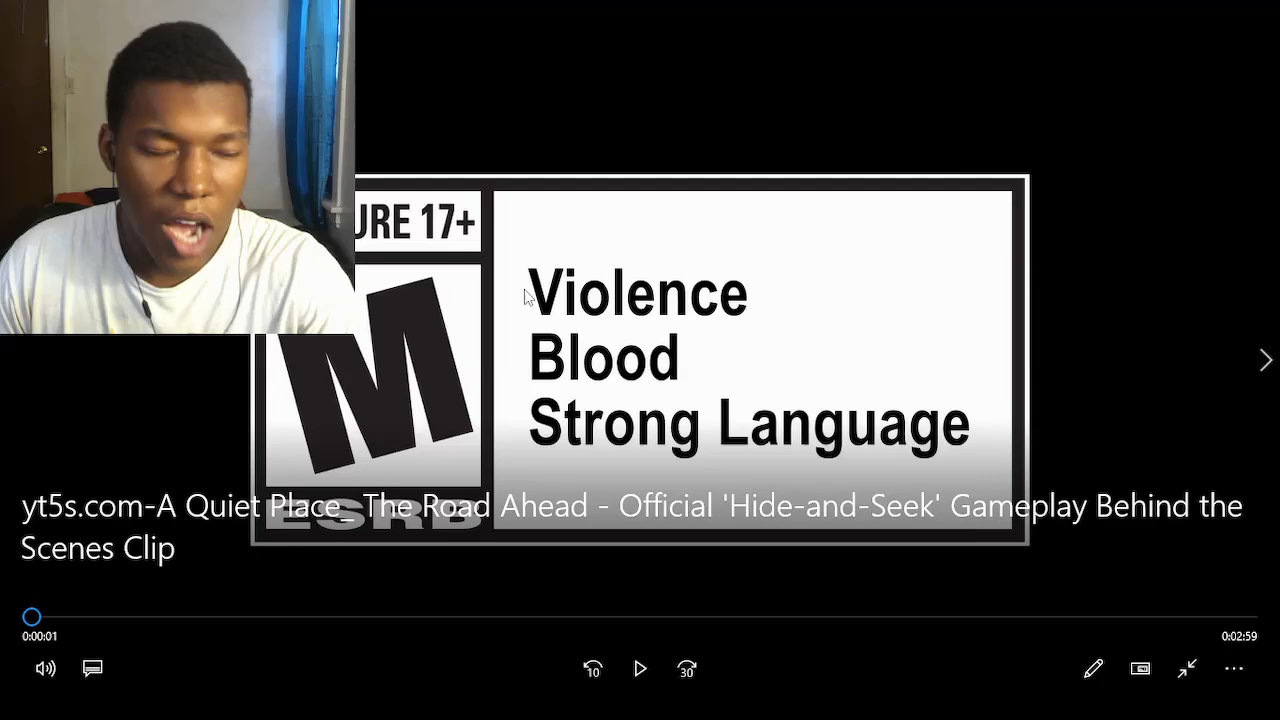 URE 17+
M
ESRB
Violence
Blood
Strong Language
yt5s.com-A Quiet Place_ The Road Ahead - Official 'Hide-and-Seek' Gameplay Behind the
Scenes Clip
0:00:01
0:02:59
10
30